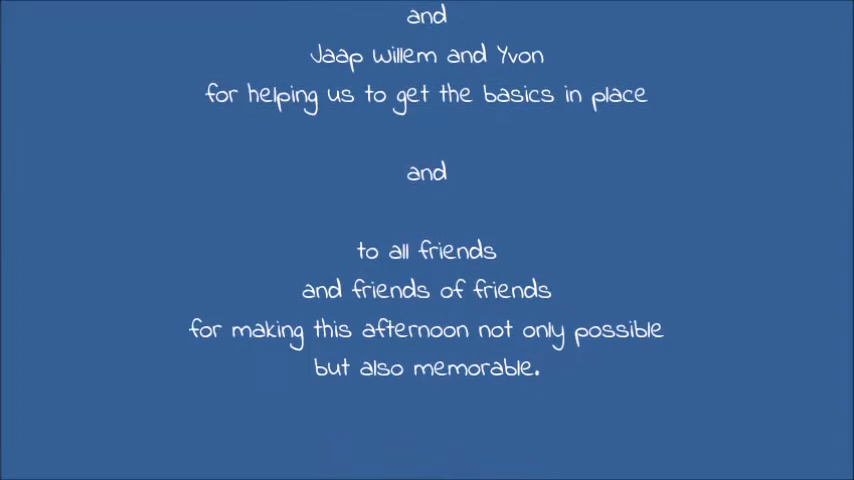 and
Jaap Willem and Yvon
for helping us to get the basics in place
and
to all friends
and friends of friends
for making this afternoon not only possible
but also memorable.